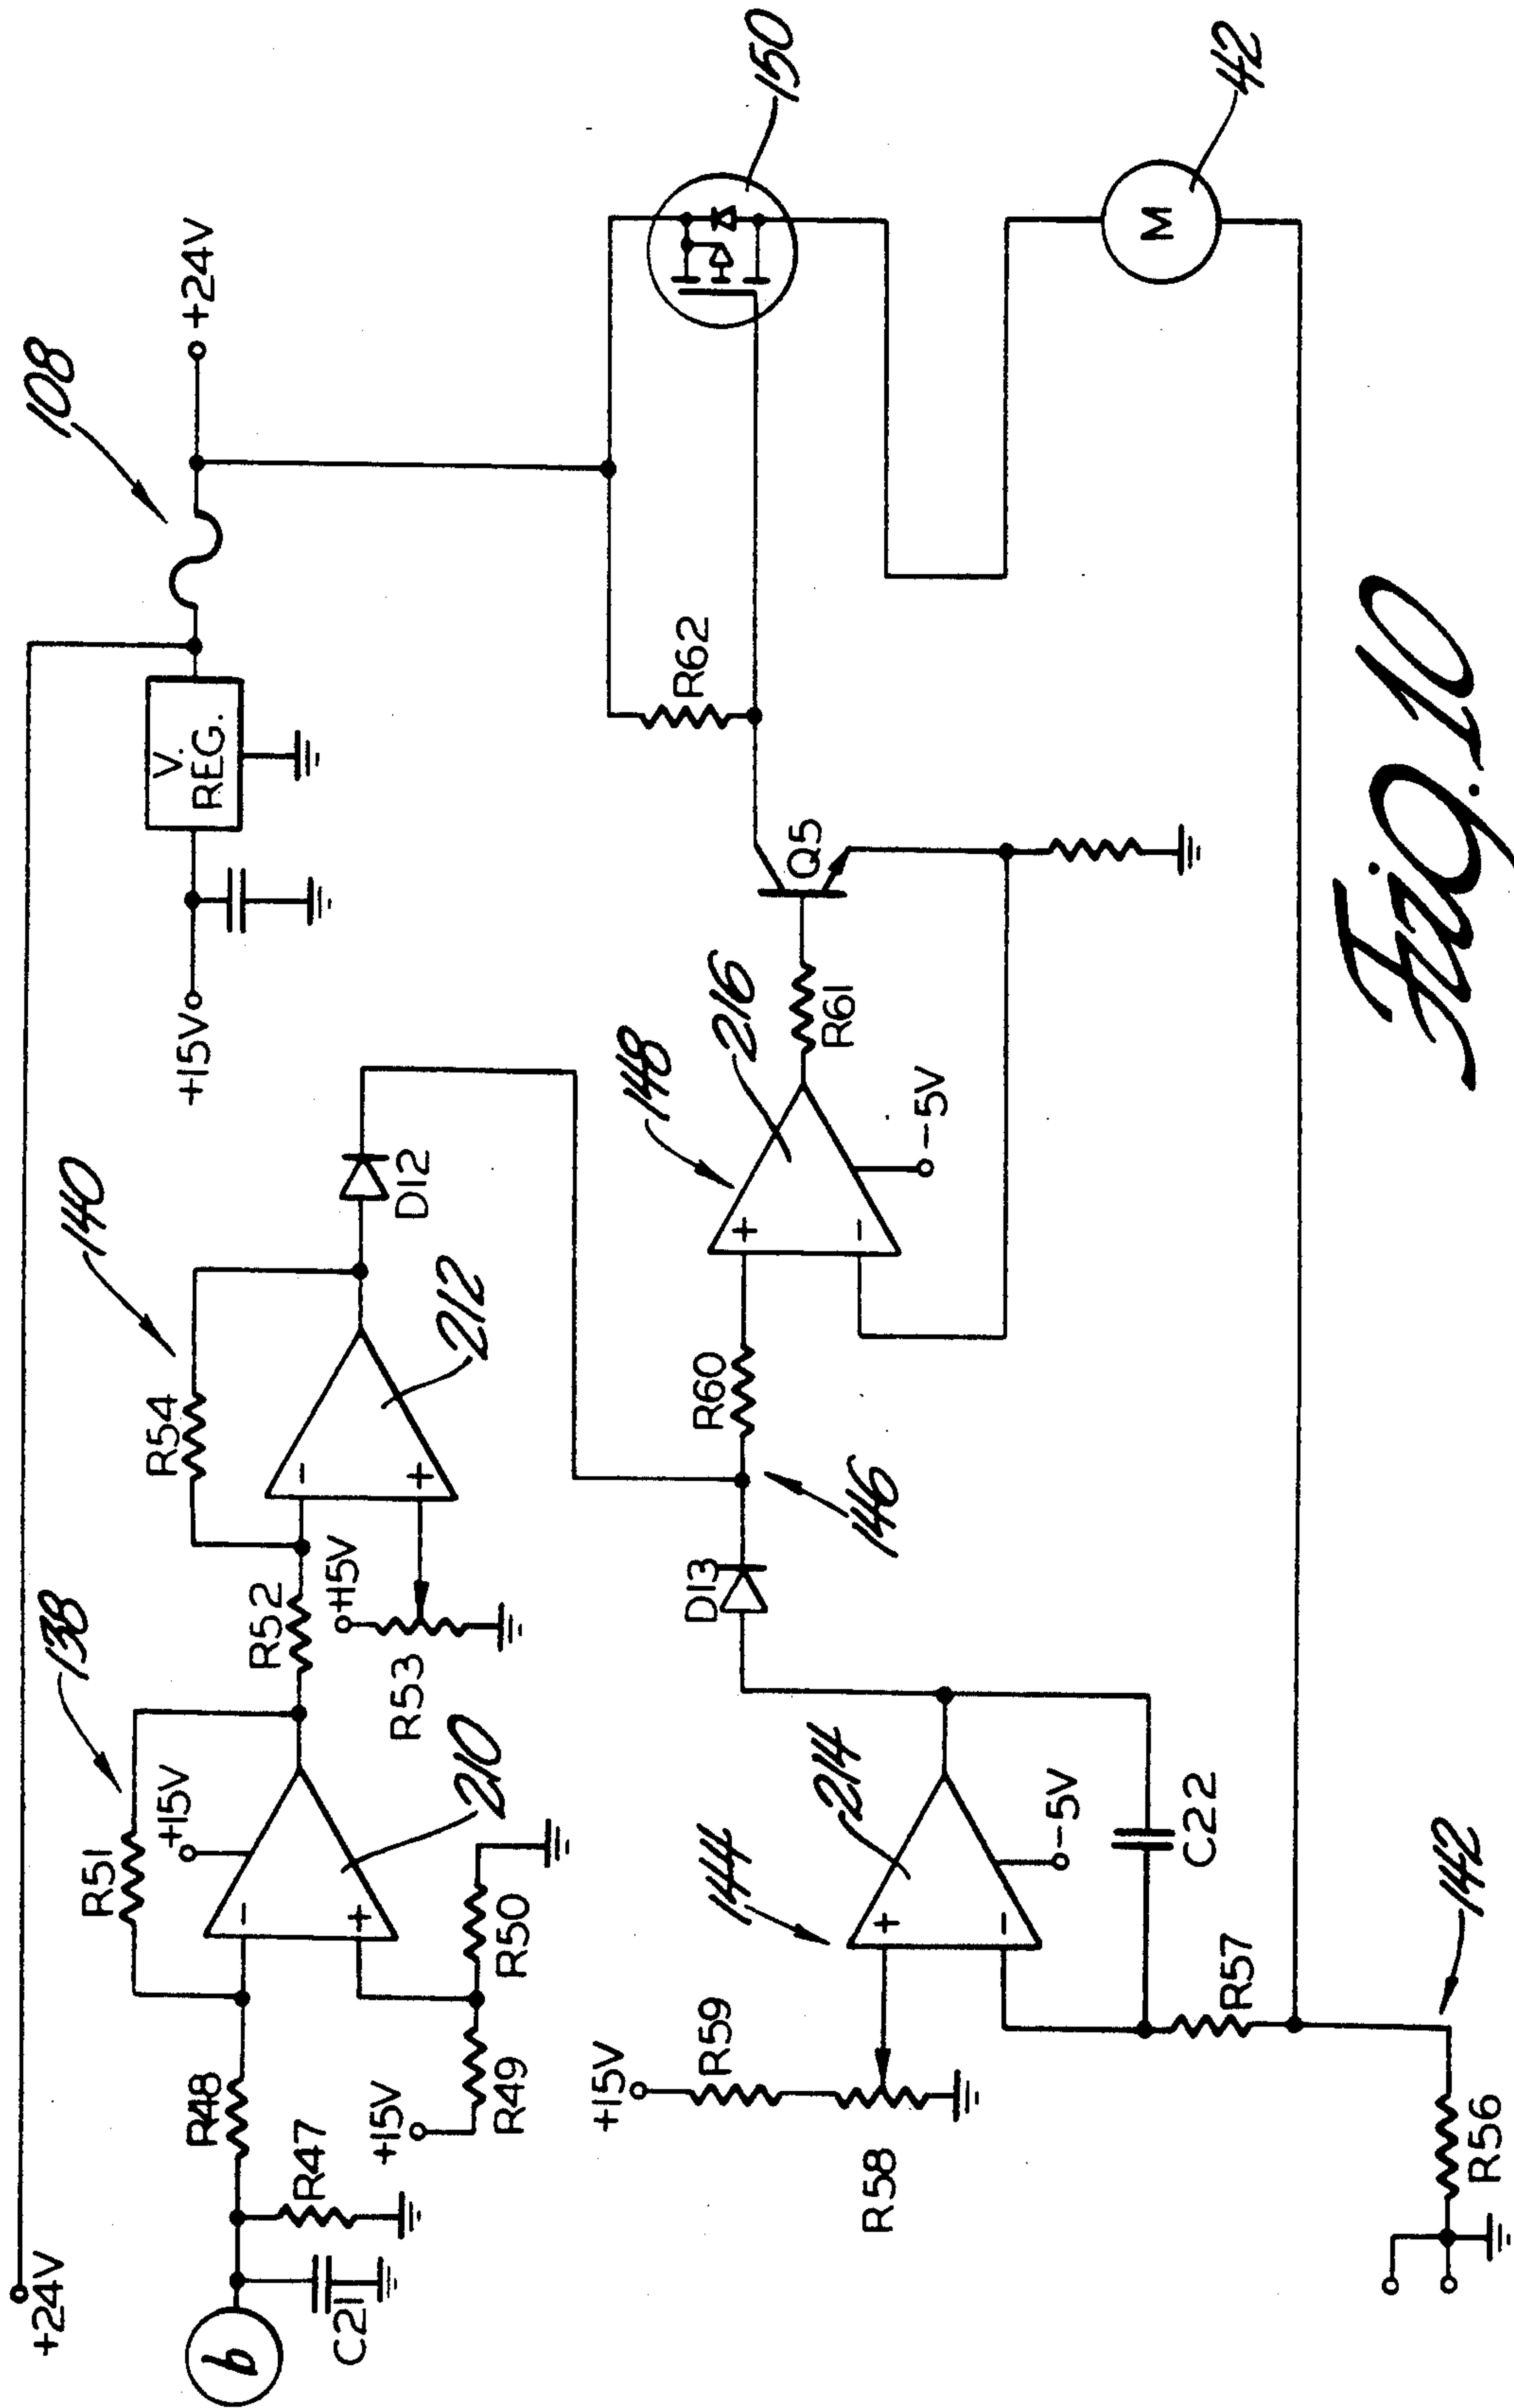 +24V
b
C21
R47
R48
+15V
R49
R50
R51
+15V
-
+
210
138
R52
R53
+15V
R54
-
+
212
140
D12
+15V
V.
REG.
108
+24V
150
R62
Q5
R61
216
148
+
-
-5V
R60
146
D13
214
144
+
-
-5V
C22
R57
R59
+15V
R58
142
R56
M
42
Fig. 10